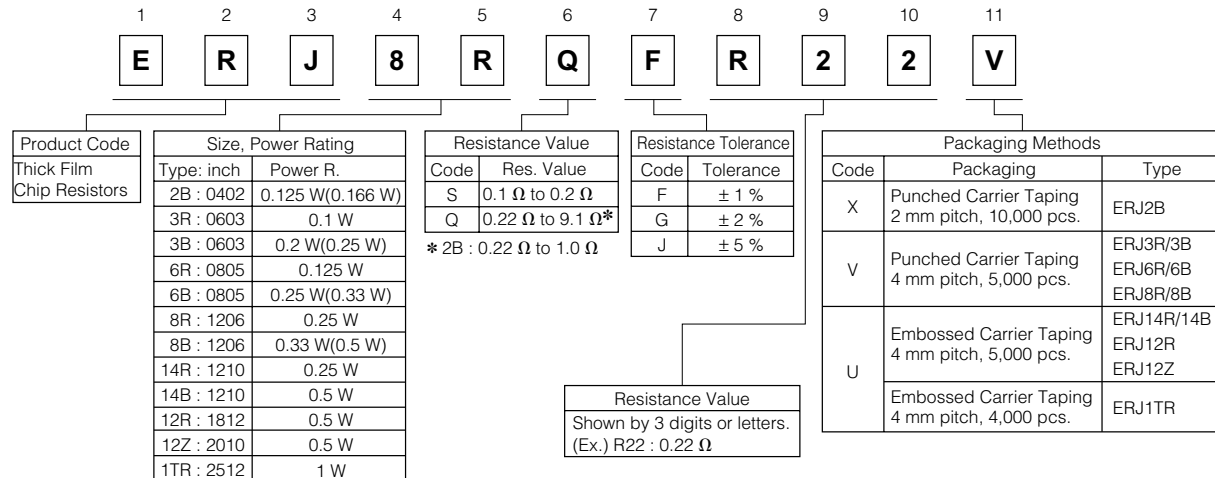 1 2 3 4 5 6 7 8 9 10 11
E R J 8 R Q F R 2 2 V
Product Code
Thick Film
Chip Resistors
Size, Power Rating
Type: inch Power R.
2B : 0402 0.125 W(0.166 W)
3R : 0603 0.1 W
3B : 0603 0.2 W(0.25 W)
6R : 0805 0.125 W
6B : 0805 0.25 W(0.33 W)
8R : 1206 0.25 W
8B : 1206 0.33 W(0.5 W)
14R : 1210 0.25 W
14B : 1210 0.5 W
12R : 1812 0.5 W
12Z : 2010 0.5 W
1TR : 2512 1 W
Resistance Value
Code Res. Value
S 0.1 Ω to 0.2 Ω
Q 0.22 Ω to 9.1 Ω*
* 2B : 0.22 Ω to 1.0 Ω
Resistance Tolerance
Code Tolerance
F ± 1 %
G ± 2 %
J ± 5 %
Resistance Value
Shown by 3 digits or letters.
(Ex.) R22 : 0.22 Ω
Packaging Methods
Code Packaging Type
X Punched Carrier Taping
2 mm pitch, 10,000 pcs. ERJ2B
V Punched Carrier Taping
4 mm pitch, 5,000 pcs.
ERJ3R/3B
ERJ6R/6B
ERJ8R/8B
U Embossed Carrier Taping
4 mm pitch, 5,000 pcs.
ERJ14R/14B
ERJ12R
ERJ12Z
Embossed Carrier Taping
4 mm pitch, 4,000 pcs. ERJ1TR